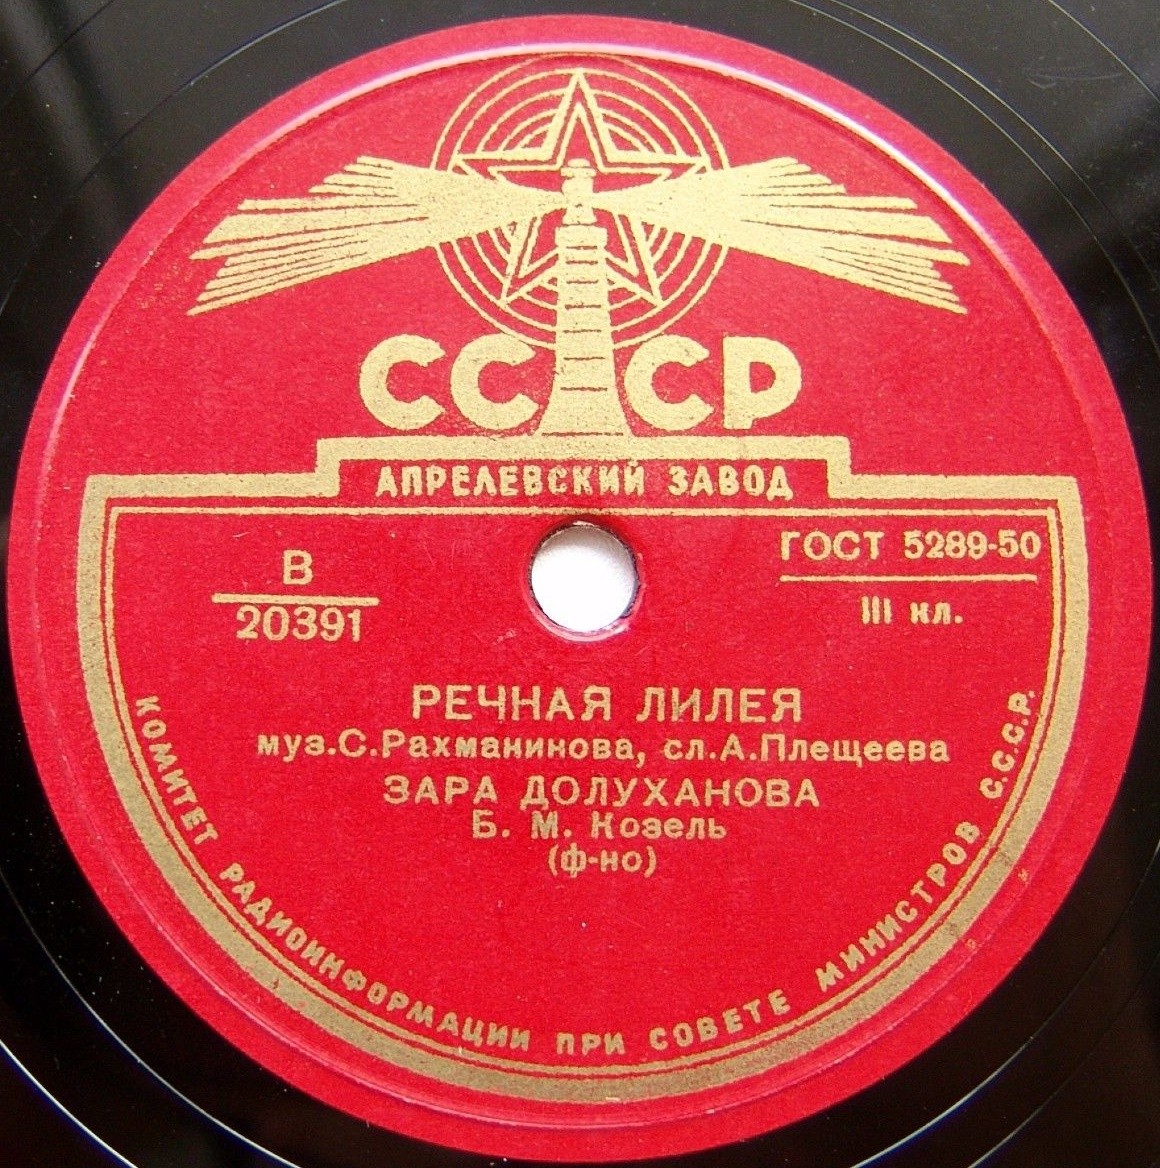 СССР
АПРЕЛЕВСКИЙ ЗАВОД
В
20391
ГОСТ 5289-50
III кл.
РЕЧНАЯ ЛИЛЕЯ
муз.С.Рахманинова, сл.А.Плещеева
ЗАРА ДОЛУХАНОВА
Б. М. Козель
(ф-но)
КОМИТЕТ РАДИОИНФОРМАЦИИ ПРИ СОВЕТЕ МИНИСТРОВ С.С.С.Р.